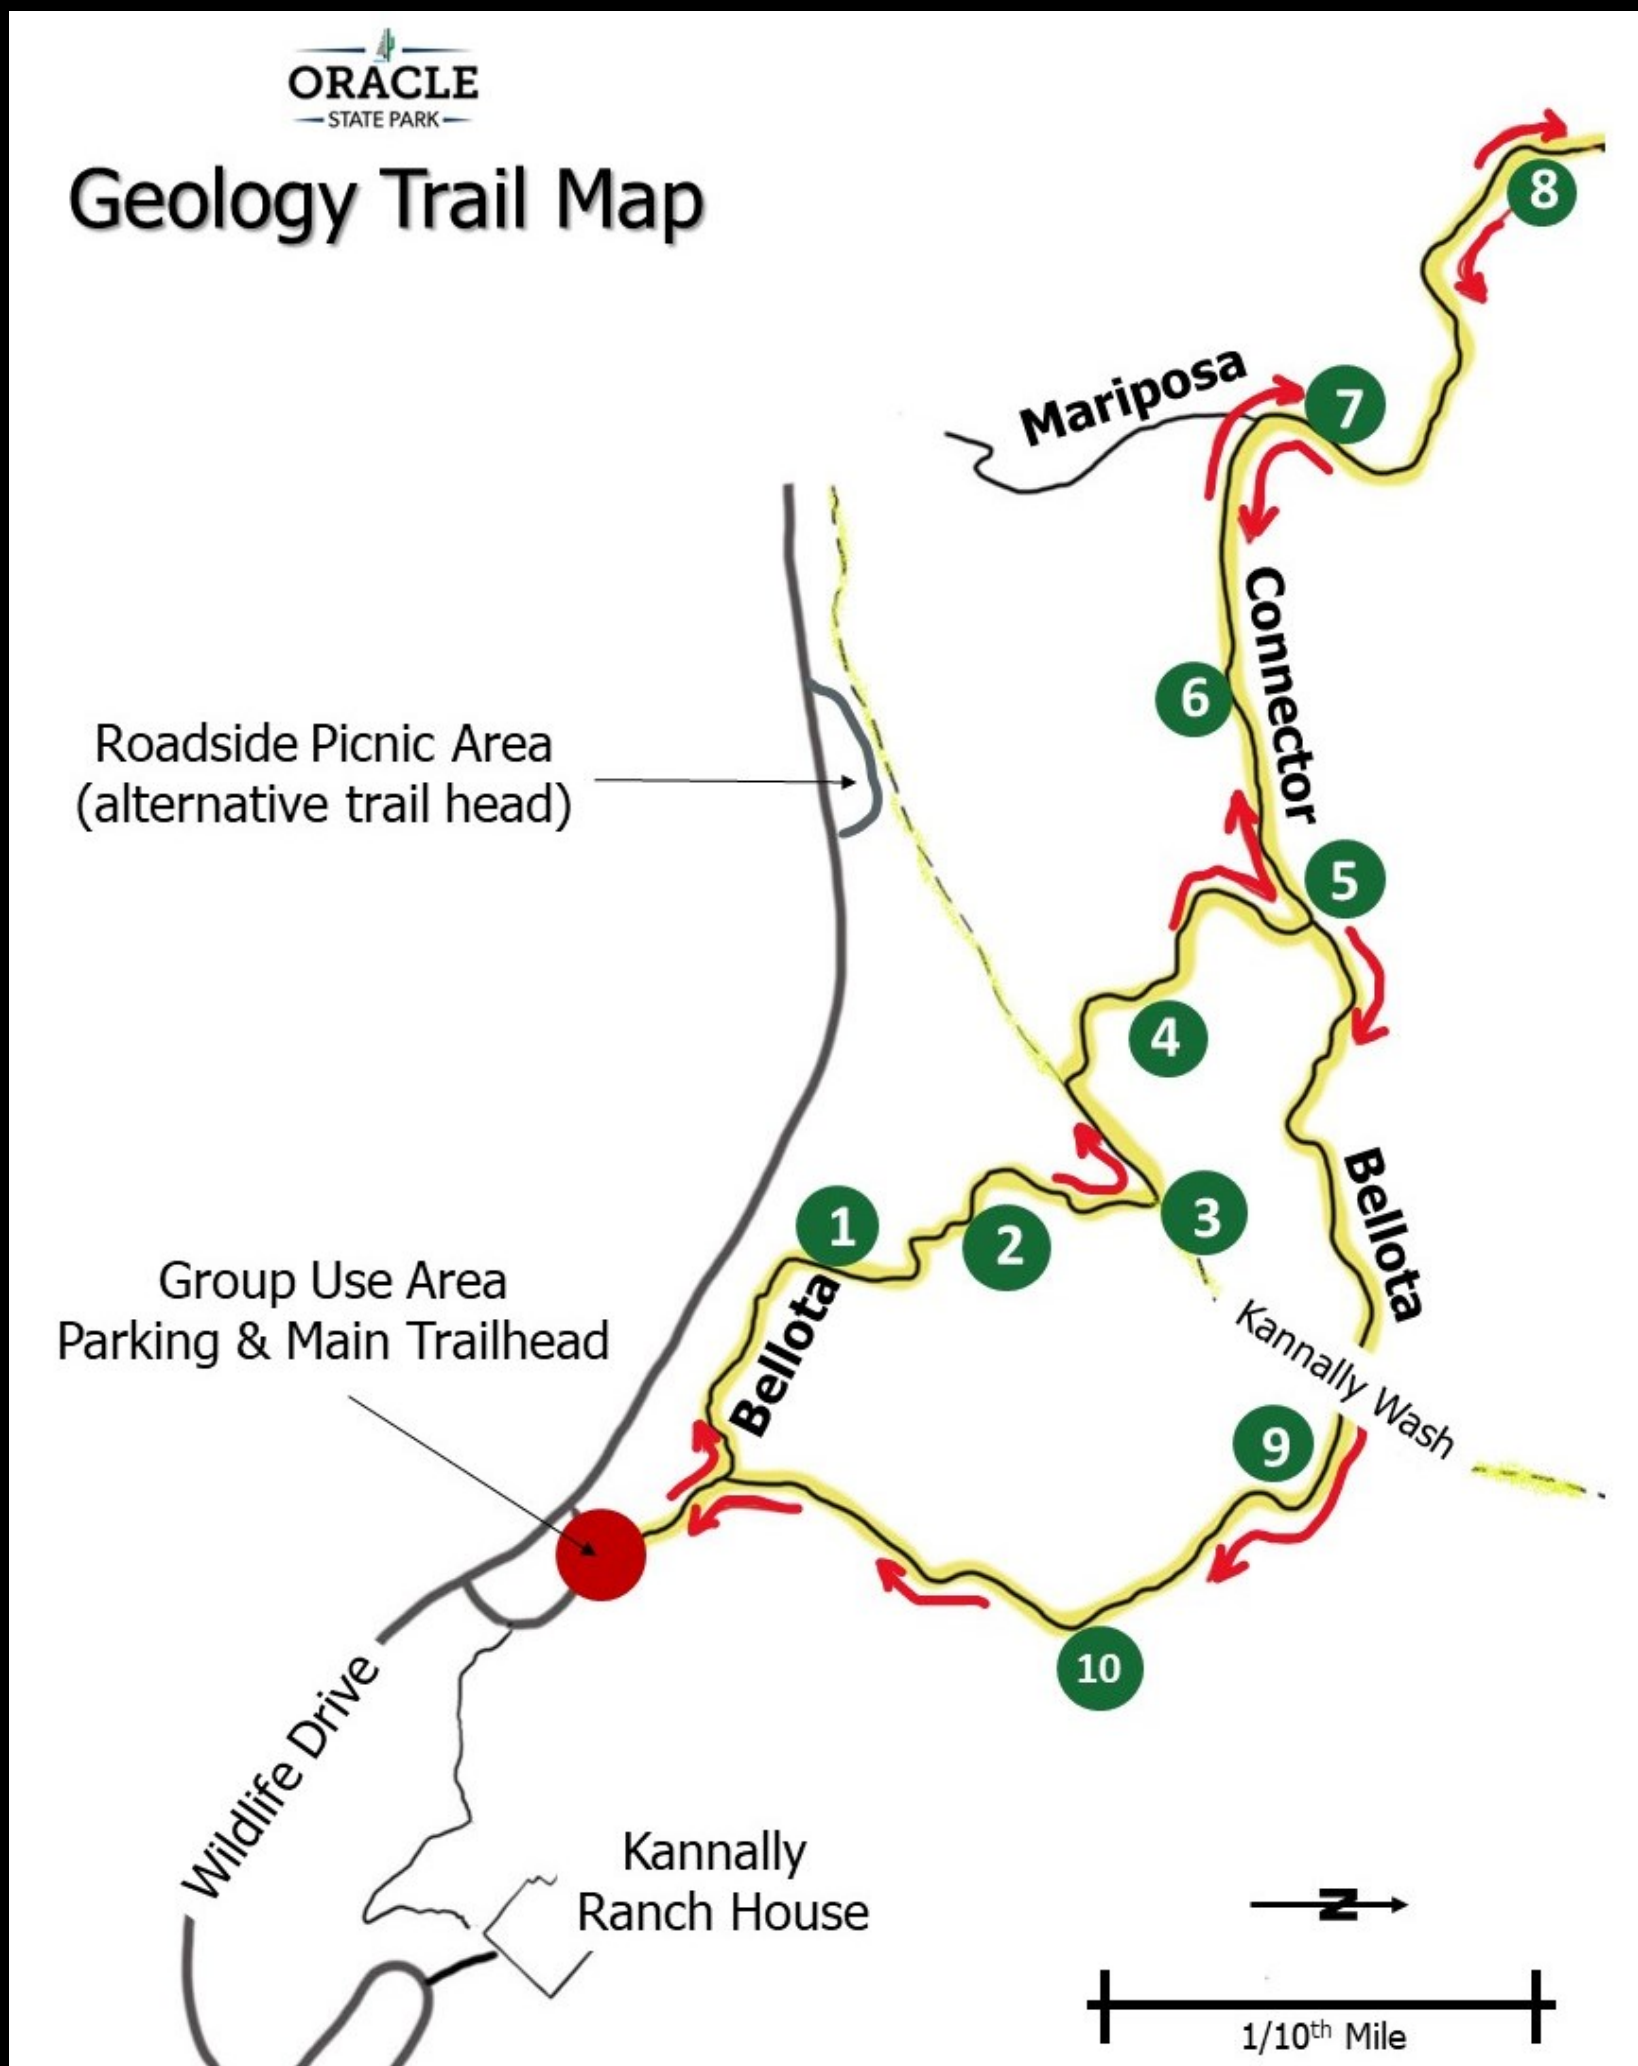 ORACLE
STATE PARK
Geology Trail Map
8
Mariposa
7
Connector
6
Roadside Picnic Area
(alternative trail head)
5
4
Bellota
3
1
2
Group Use Area
Parking & Main Trailhead
Bellota
Kannally Wash
9
10
Wildlife Drive
Kannally
Ranch House
N
1/10th Mile